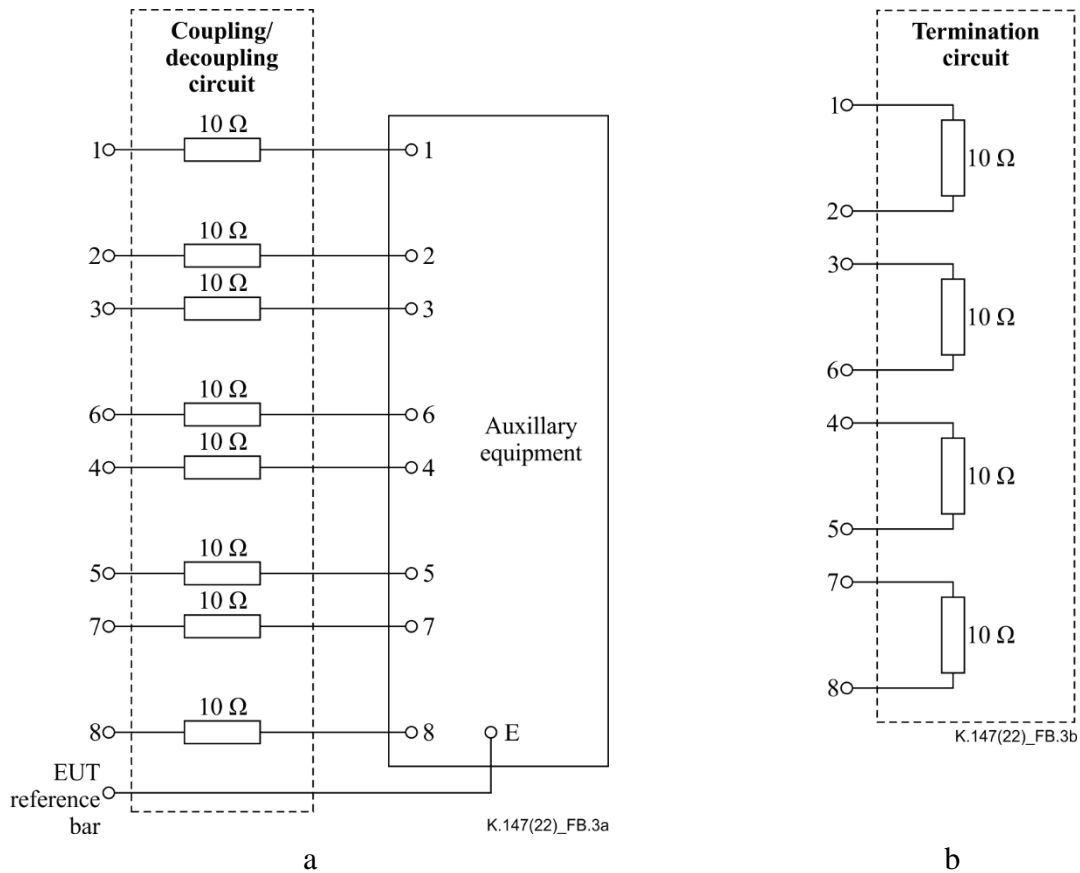 Coupling/
decoupling
circuit
10 Ω
1 1
10 Ω
2 2
10 Ω
3 3
10 Ω
6 6
10 Ω
4 4
Auxillary
equipment
10 Ω
5 5
10 Ω
7 7
10 Ω
8 8 E
EUT
reference
bar
K.147(22)_FB.3a
a
Termination
circuit
1
10 Ω
2
3
10 Ω
6
4
10 Ω
5
7
10 Ω
8
K.147(22)_FB.3b
b